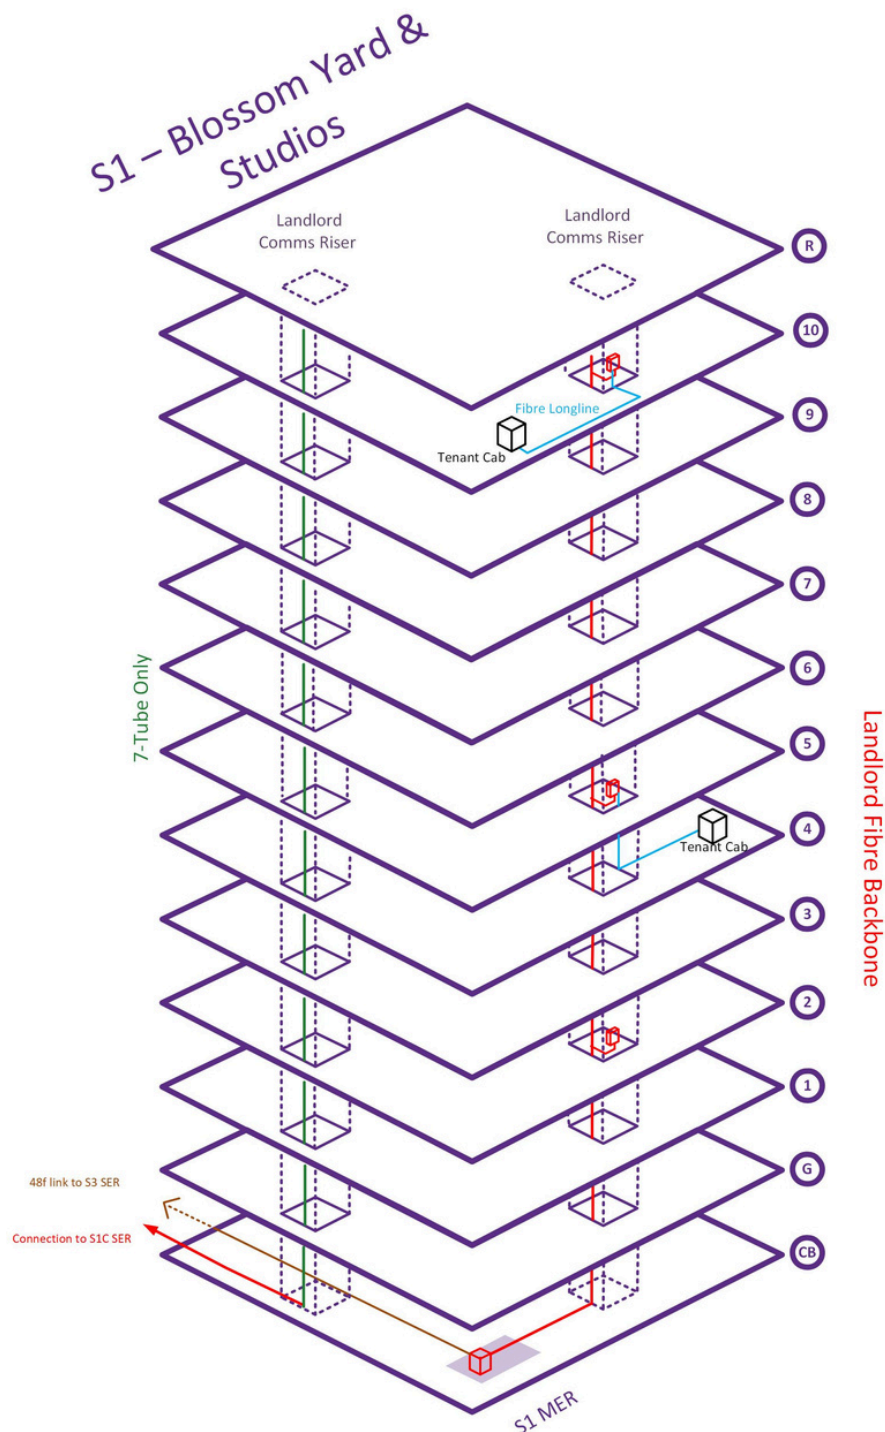 S1 – Blossom Yard &
Studios
Landlord
Comms Riser
Landlord
Comms Riser
R
10
Fibre Longline
Tenant Cab
9
8
7
6
7-Tube Only
5
Landlord Fibre Backbone
4
Tenant Cab
3
2
1
G
48f link to S3 SER
Connection to S1C SER
CB
S1 MER